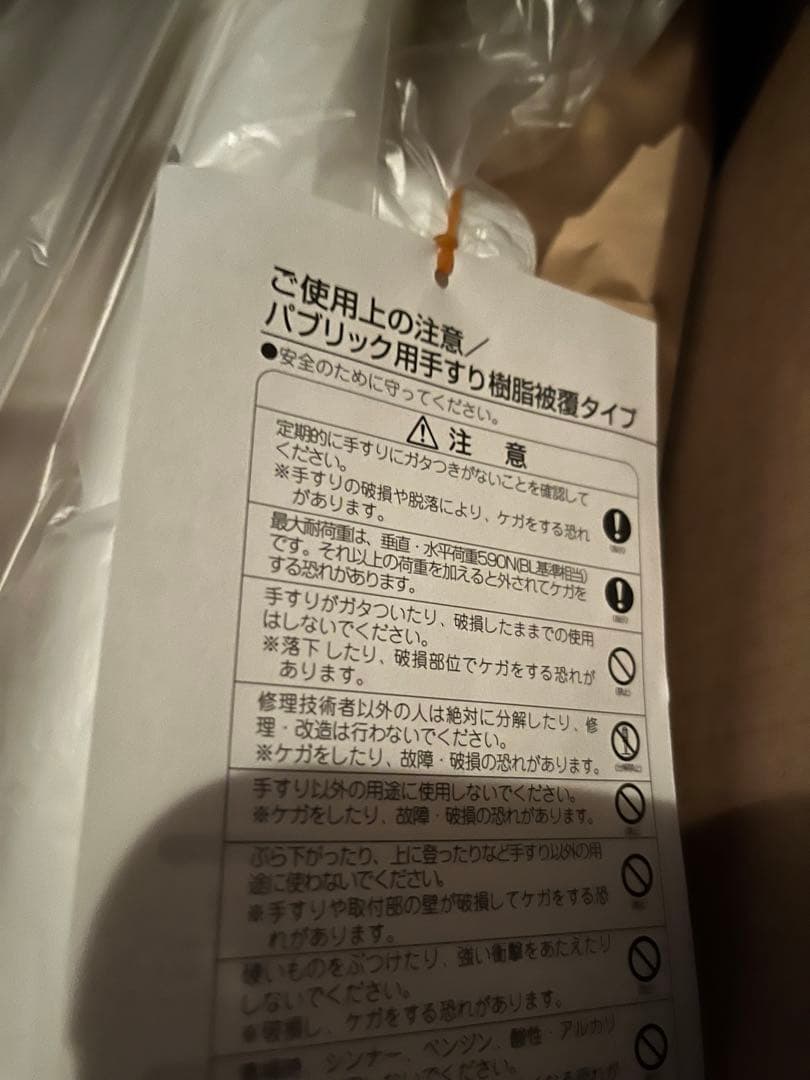 ご使用上の注意／
パブリック用手すり樹脂被覆タイプ
●安全のために守ってください。
⚠ 注 意
定期的に手すりにガタつきがないことを確認して
ください。
※手すりの破損や脱落により、ケガをする恐れ
があります。
最大耐荷重は、垂直・水平荷重590N(BL基準相当)
です。それ以上の荷重を加えると外されてケガを
する恐れがあります。
手すりがガタついたり、破損したままでの使用
はしないでください。
※落下したり、破損部位でケガをする恐れが
あります。
修理技術者以外の人は絶対に分解したり、修
理・改造は行わないでください。
※ケガをしたり、故障・破損の恐れがあります。
手すり以外の用途に使用しないでください。
※ケガをしたり、故障・破損の恐れがあります。
ぶら下がったり、上に登ったりなど手すり以外の用
途に使わないでください。
※手すりや取付部の壁が破損してケガをする恐
れがあります。
硬いものをぶつけたり、強い衝撃をあたえたり
しないでください。
※破損し、ケガをする恐れがあります。
シンナー、ベンジン、酸性・アルカリ
ないでください。